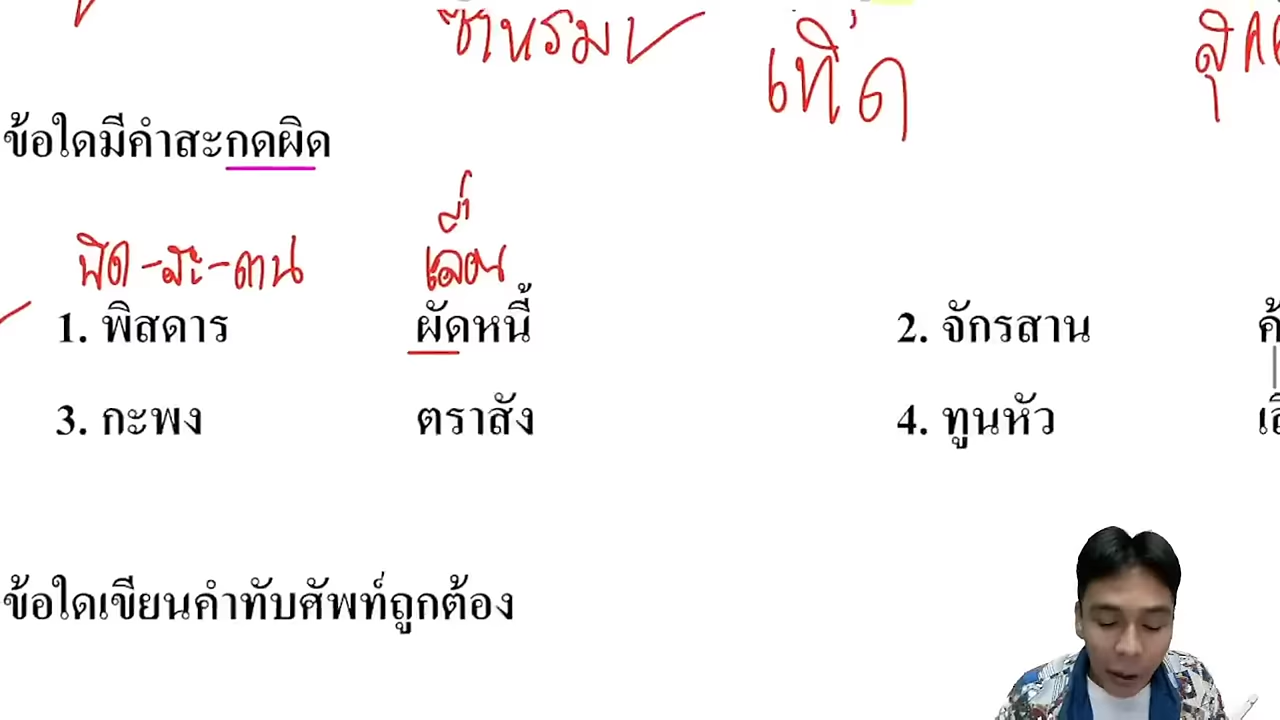 ซาหริม
เทิ่ด
ข้อใดมีคำสะกดผิด
พิด-สะ-ดาน เลื่อน
1. พิสดาร ผัดหนี้ 2. จักรสาน ค้
3. กะพง ตราสัง 4. ทูนหัว
ข้อใดเขียนคำทับศัพท์ถูกต้อง